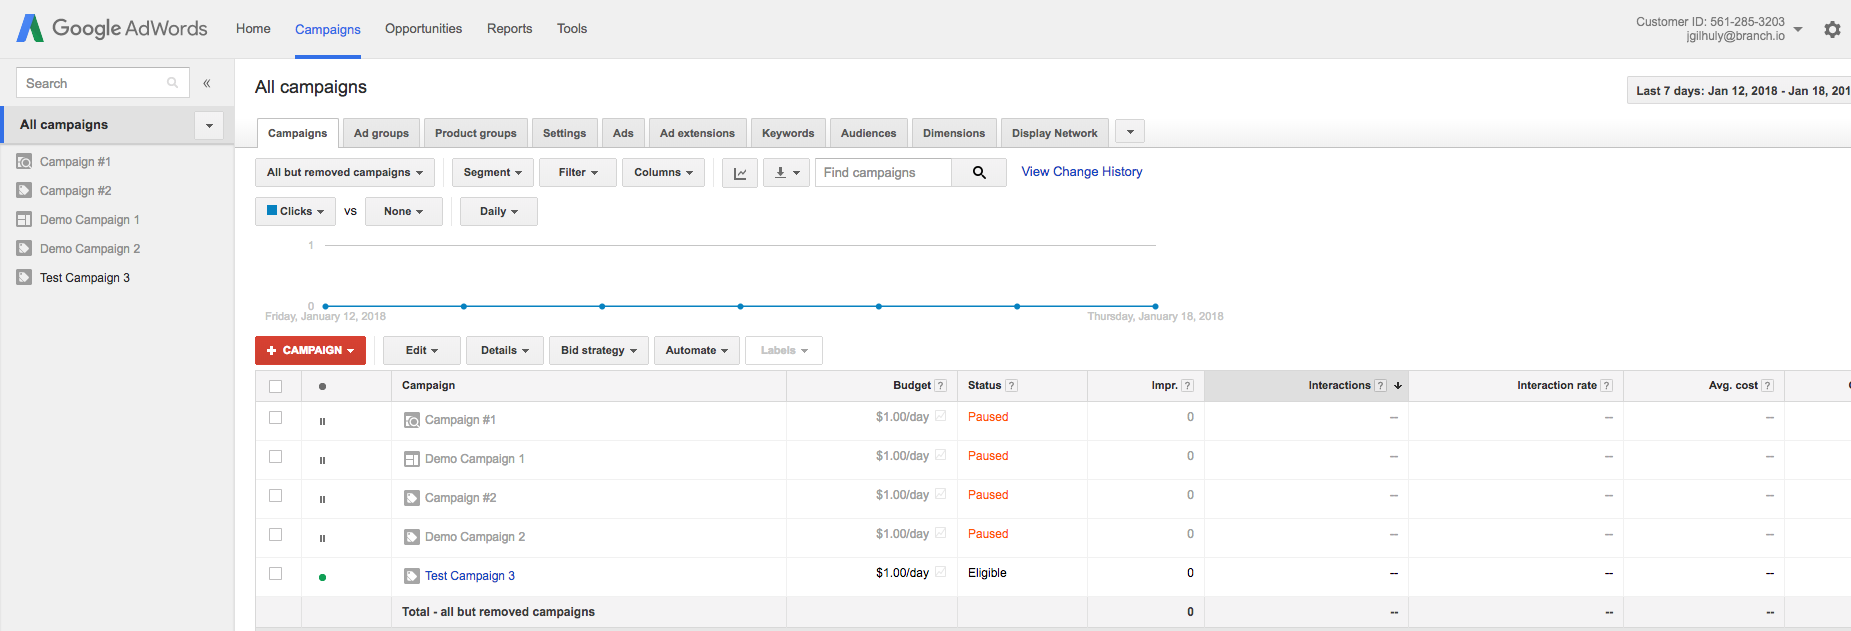 Google AdWords Home Campaigns Opportunities Reports Tools
Customer ID: 561-285-3203
jgilhuly@branch.io
Search «
All campaigns
Campaign #1
Campaign #2
Demo Campaign 1
Demo Campaign 2
Test Campaign 3
All campaigns
Last 7 days: Jan 12, 2018 - Jan 18, 201
Campaigns Ad groups Product groups Settings Ads Ad extensions Keywords Audiences Dimensions Display Network
All but removed campaigns Segment Filter Columns Find campaigns View Change History
Clicks vs None Daily
1
0
Friday, January 12, 2018 Thursday, January 18, 2018
+ CAMPAIGN Edit Details Bid strategy Automate Labels
Campaign Budget ? Status ? Impr. ? Interactions ? Interaction rate ? Avg. cost ?
Campaign #1 $1.00/day Paused 0 -- -- --
Demo Campaign 1 $1.00/day Paused 0 -- -- --
Campaign #2 $1.00/day Paused 0 -- -- --
Demo Campaign 2 $1.00/day Paused 0 -- -- --
Test Campaign 3 $1.00/day Eligible 0 -- -- --
Total - all but removed campaigns 0 -- -- --